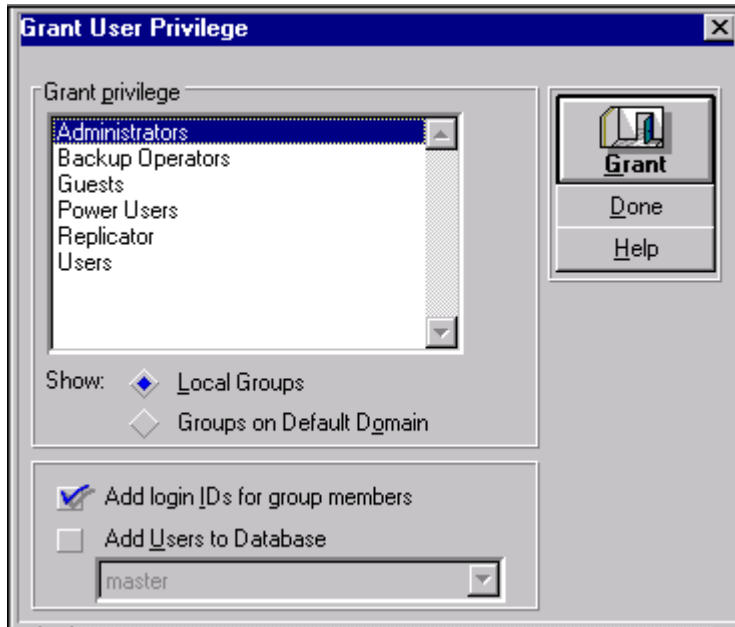 Grant User Privilege
Grant privilege
Administrators
Backup Operators
Guests
Power Users
Replicator
Users
Show:
Local Groups
Groups on Default Domain
Add login IDs for group members
Add Users to Database
master
Grant
Done
Help